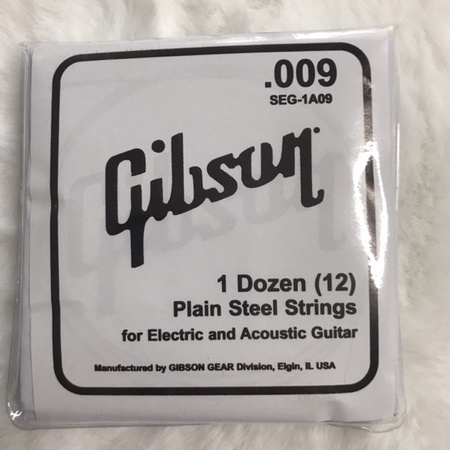 .009
SEG-1A09
Gibson
1 Dozen (12)
Plain Steel Strings
for Electric and Acoustic Guitar
Manufactured by GIBSON GEAR Division, Elgin, IL USA